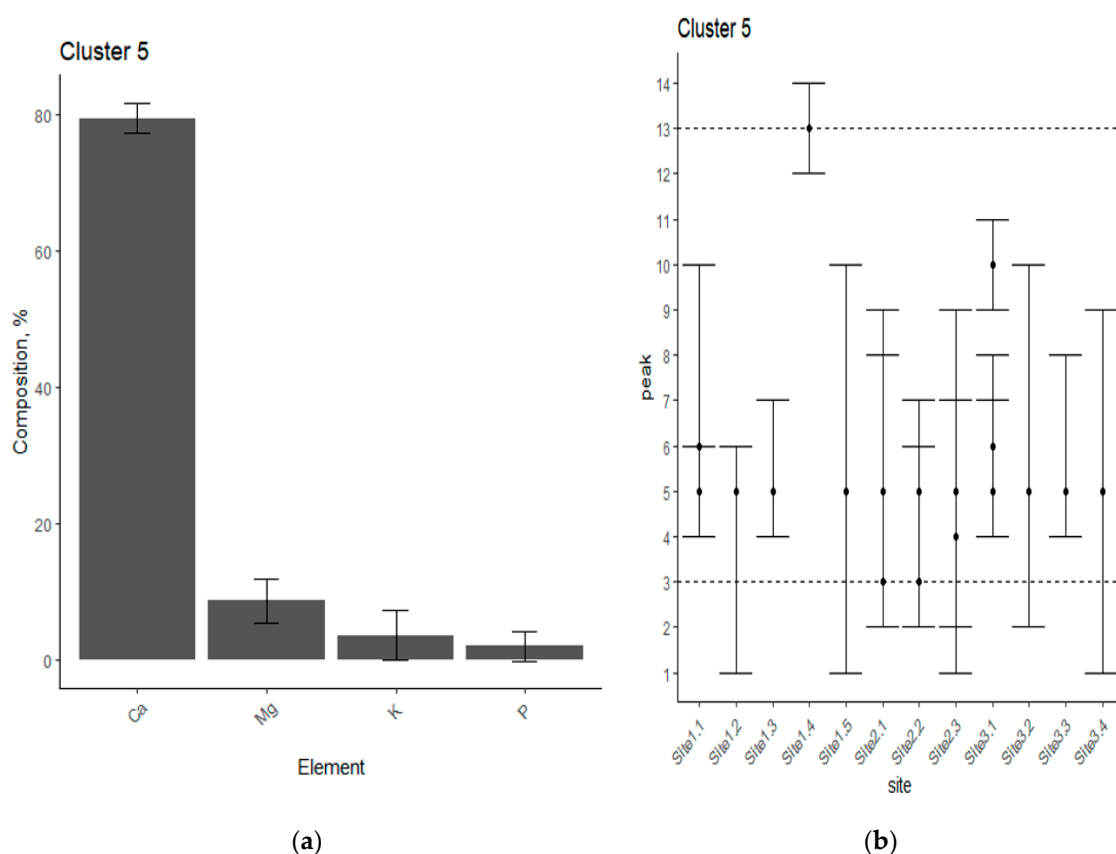 Cluster 5
80
60
40
20
0
Composition, %
Ca
Mg
K
P
Element
(a)
Cluster 5
14
13
12
11
10
9
8
7
6
5
4
3
2
1
peak
Site1.1
Site1.2
Site1.3
Site1.4
Site1.5
Site2.1
Site2.2
Site2.3
Site3.1
Site3.2
Site3.3
Site3.4
site
(b)